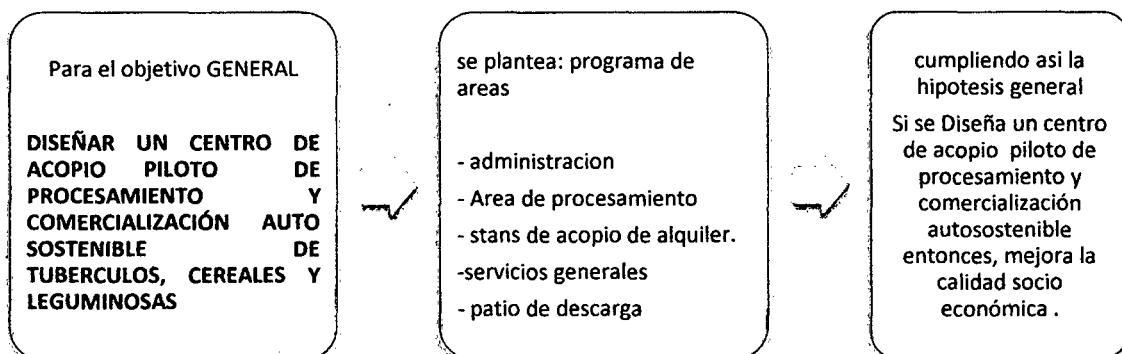 Para el objetivo GENERAL
DISEÑAR UN CENTRO DE
ACOPIO PILOTO DE
PROCESAMIENTO Y
COMERCIALIZACIÓN AUTO
SOSTENIBLE DE
TUBERCULOS, CEREALES Y
LEGUMINOSAS
se plantea: programa de
areas
- administracion
- Area de procesamiento
- stans de acopio de alquiler.
-servicios generales
- patio de descarga
cumpliendo asi la
hipotesis general
Si se Diseña un centro
de acopio piloto de
procesamiento y
comercialización
autosostenible
entonces, mejora la
calidad socio
económica .